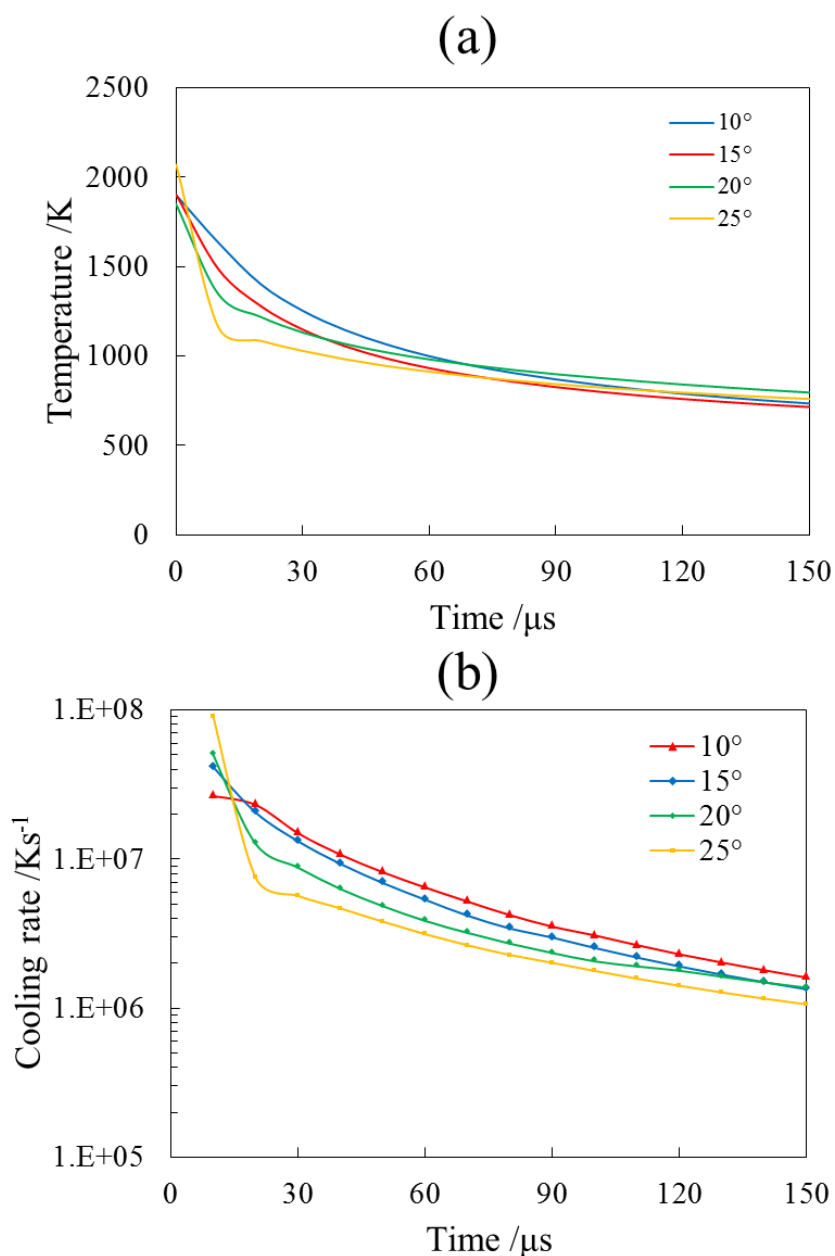 (a)
2500
2000
1500
1000
500
0
Temperature /K
10°
15°
20°
25°
0 30 60 90 120 150
Time /μs
(b)
1.E+08
1.E+07
1.E+06
1.E+05
Cooling rate /Ks⁻¹
10°
15°
20°
25°
0 30 60 90 120 150
Time /μs